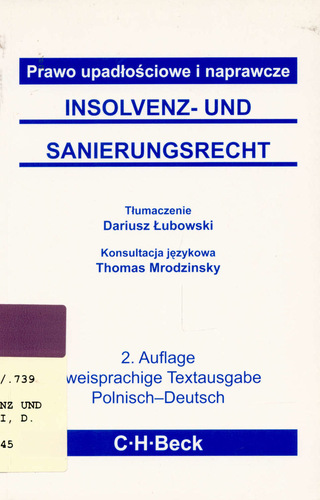 Prawo upadłościowe i naprawcze
INSOLVENZ- UND
SANIERUNGSRECHT
Tłumaczenie
Dariusz Łubowski
Konsultacja językowa
Thomas Mrodzinsky
2. Auflage
weisprachige Textausgabe
Polnisch–Deutsch
/.739
NZ UND
I, D.
45
C·H·Beck